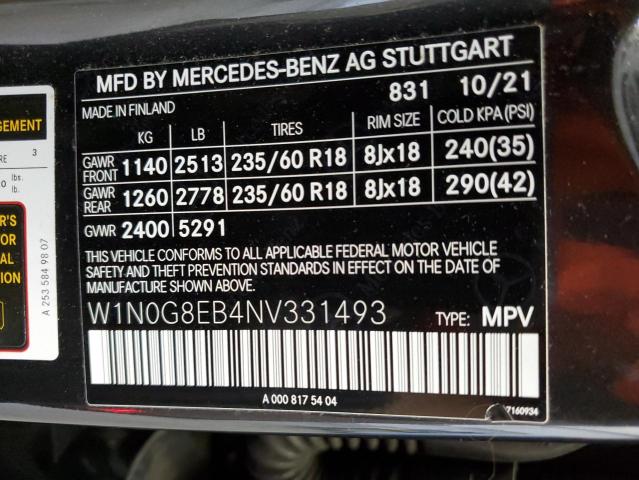 MFD BY MERCEDES-BENZ AG STUTTGART
831 10/21
MADE IN FINLAND
KG LB TIRES RIM SIZE COLD KPA(PSI)
GAWR FRONT 1140 2513 235/60 R18 8Jx18 240(35)
GAWR REAR 1260 2778 235/60 R18 8Jx18 290(42)
GVWR 2400 5291
THIS VEHICLE CONFORMS TO ALL APPLICABLE FEDERAL MOTOR VEHICLE
SAFETY AND THEFT PREVENTION STANDARDS IN EFFECT ON THE DATE OF
MANUFACTURE SHOWN ABOVE.
W1N0G8EB4NV331493
TYPE: MPV
A 000 817 54 04
7160934
A 253 584 98 07
3
lbs.
lb.